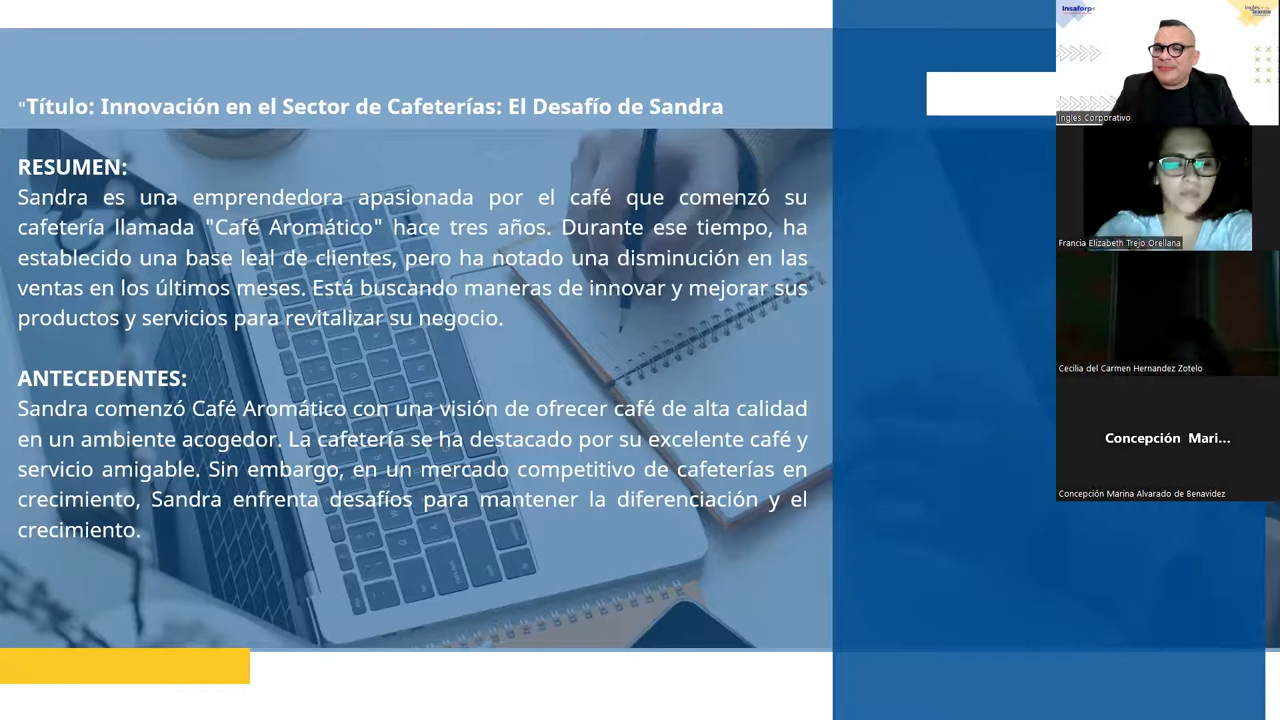 "Título: Innovación en el Sector de Cafeterías: El Desafío de Sandra
RESUMEN:
Sandra es una emprendedora apasionada por el café que comenzó su
cafetería llamada "Café Aromático" hace tres años. Durante ese tiempo, ha
establecido una base leal de clientes, pero ha notado una disminución en las
ventas en los últimos meses. Está buscando maneras de innovar y mejorar sus
productos y servicios para revitalizar su negocio.
ANTECEDENTES:
Sandra comenzó Café Aromático con una visión de ofrecer café de alta calidad
en un ambiente acogedor. La cafetería se ha destacado por su excelente café y
servicio amigable. Sin embargo, en un mercado competitivo de cafeterías en
crecimiento, Sandra enfrenta desafíos para mantener la diferenciación y el
crecimiento.
insaforp
Ingles Corporativo
Francia Elizabeth Trejo Orellana
Cecilia del Carmen Hernandez Zotelo
Concepción Mari...
Concepción Marina Alvarado de Benavidez